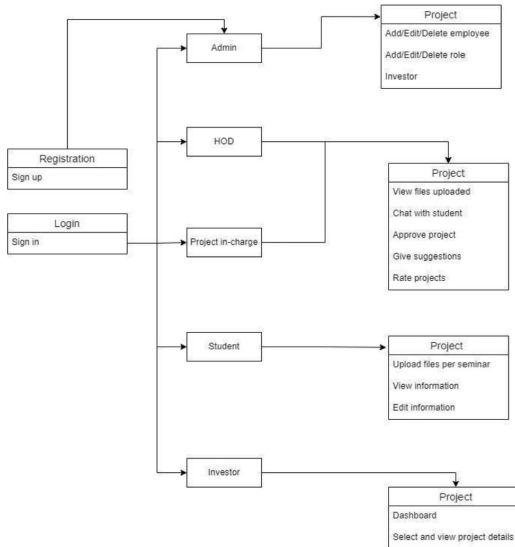 Project
Add/Edit/Delete employee
Add/Edit/Delete role
Investor
Admin
HOD
Registration
Sign up
Project
View files uploaded
Chat with student
Approve project
Give suggestions
Rate projects
Login
Sign in
Project in-charge
Student
Project
Upload files per seminar
View information
Edit information
Investor
Project
Dashboard
Select and view project details